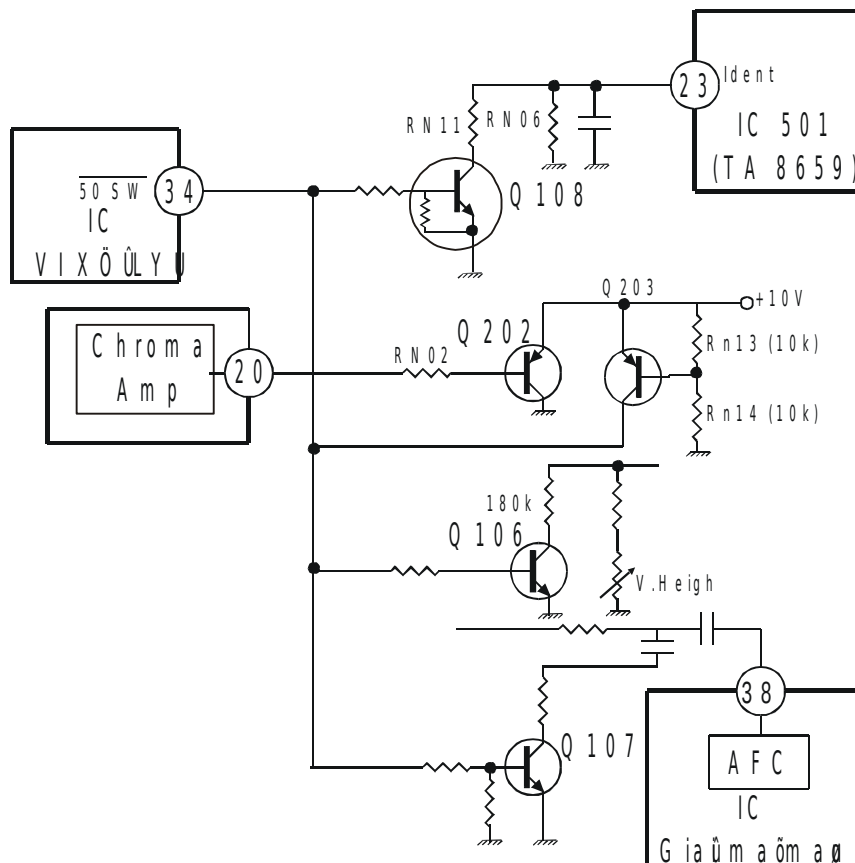 23
Ident
IC 501
(TA 8659)
RN11
RN06
50 SW
34
IC
VIXÖÛLYU
Q 108
Q 203
+10V
Chroma
Amp
20
RN02
Q 202
Rn13 (10k)
Rn14 (10k)
180k
Q 106
V.Heigh
38
Q 107
AFC
IC
Giaûm aõm aø